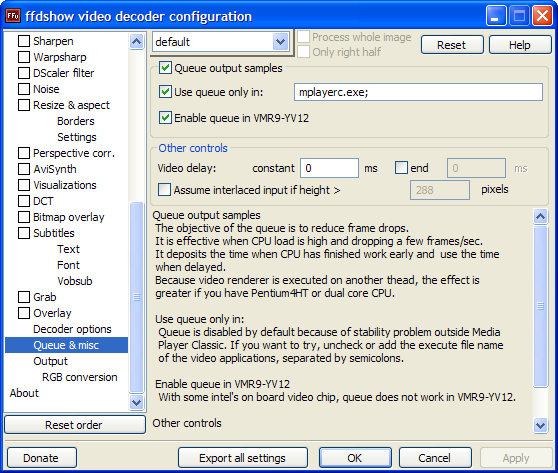 ffdshow video decoder configuration
Sharpen
Warpsharp
DScaler filter
Noise
Resize & aspect
Borders
Settings
Perspective corr.
AviSynth
Visualizations
DCT
Bitmap overlay
Subtitles
Text
Font
Vobsub
Grab
Overlay
Decoder options
Queue & misc
Output
RGB conversion
About
Reset order
default
Process whole image
Only right half
Reset
Help
Queue output samples
Use queue only in: mplayerc.exe;
Enable queue in VMR9-YV12
Other controls
Video delay: constant 0 ms end 0 ms
Assume interlaced input if height > 288 pixels
Queue output samples
The objective of the queue is to reduce frame drops.
It is effective when CPU load is high and dropping a few frames/sec.
It deposits the time when CPU has finished work early and use the time
when delayed.
Because video renderer is executed on another thead, the effect is
greater if you have Pentium4HT or dual core CPU.
Use queue only in:
Queue is disabled by default because of stability problem outside Media
Player Classic. If you want to try, uncheck or add the execute file name
of the video applications, separated by semicolons.
Enable queue in VMR9-YV12
With some intel's on board video chip, queue does not work in VMR9-YV12.
Other controls
Donate
Export all settings
OK
Cancel
Apply